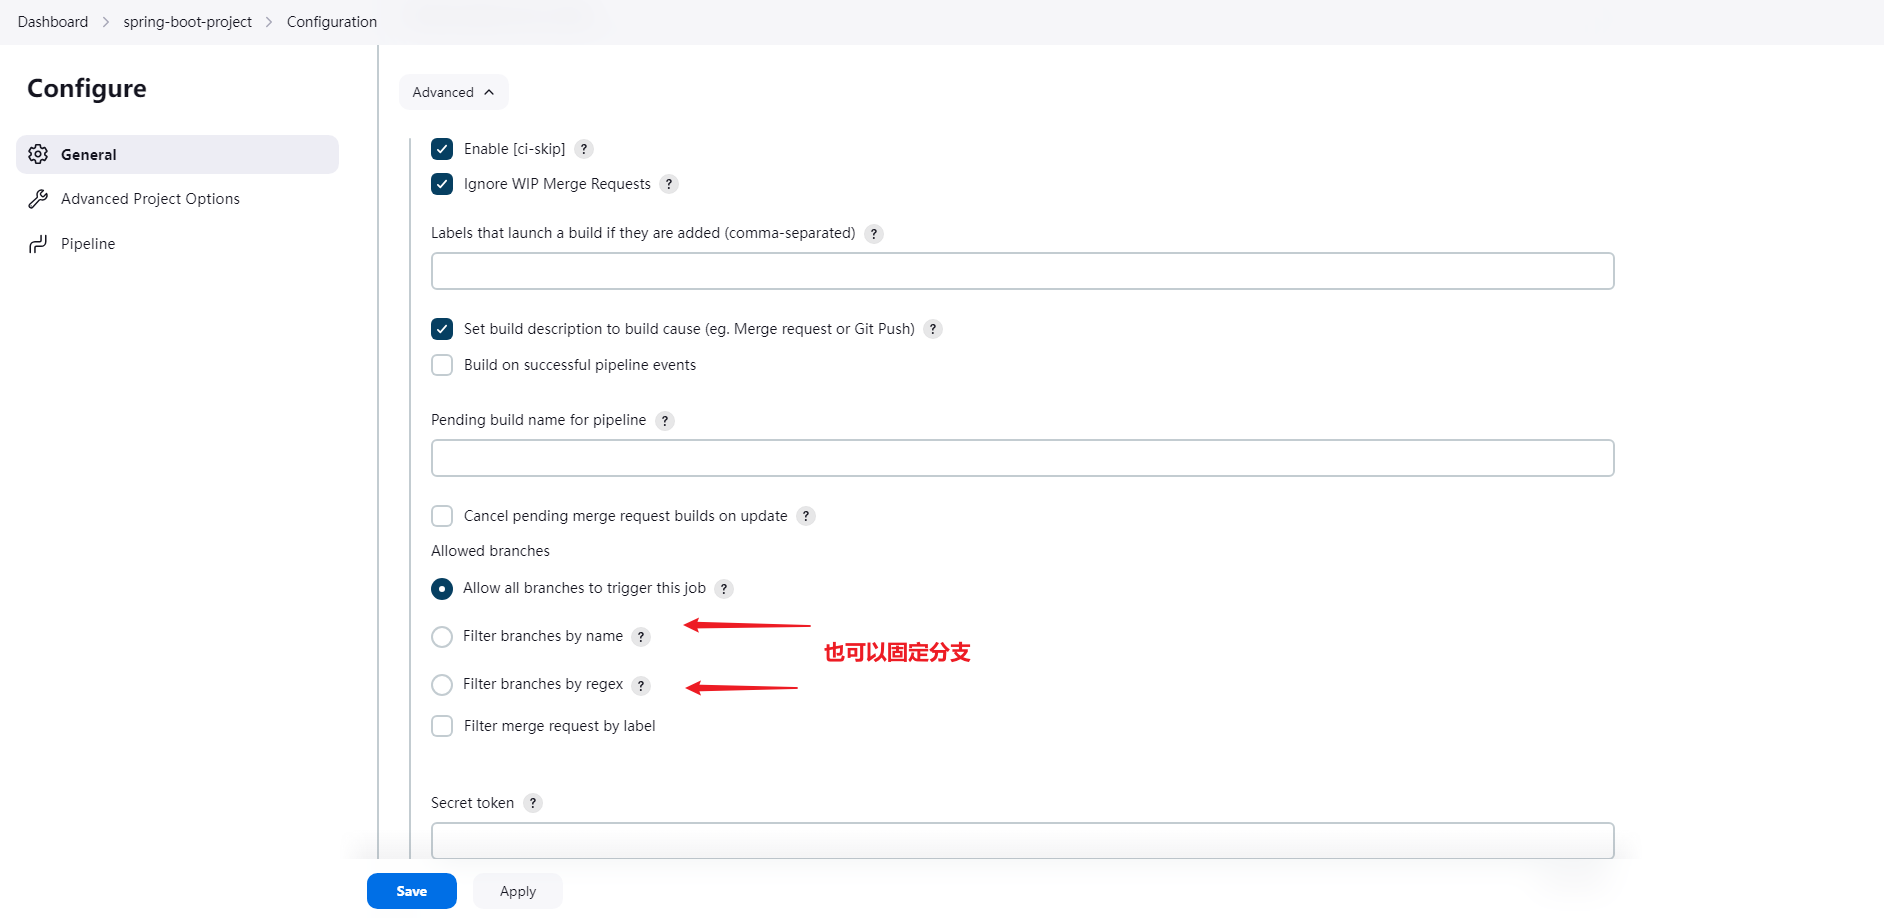 Dashboard > spring-boot-project > Configuration
Configure
General
Advanced Project Options
Pipeline
Advanced
Enable [ci-skip] ?
Ignore WIP Merge Requests ?
Labels that launch a build if they are added (comma-separated) ?
Set build description to build cause (eg. Merge request or Git Push) ?
Build on successful pipeline events
Pending build name for pipeline ?
Cancel pending merge request builds on update ?
Allowed branches
Allow all branches to trigger this job ?
Filter branches by name ?
也可以固定分支
Filter branches by regex ?
Filter merge request by label
Secret token ?
Save
Apply